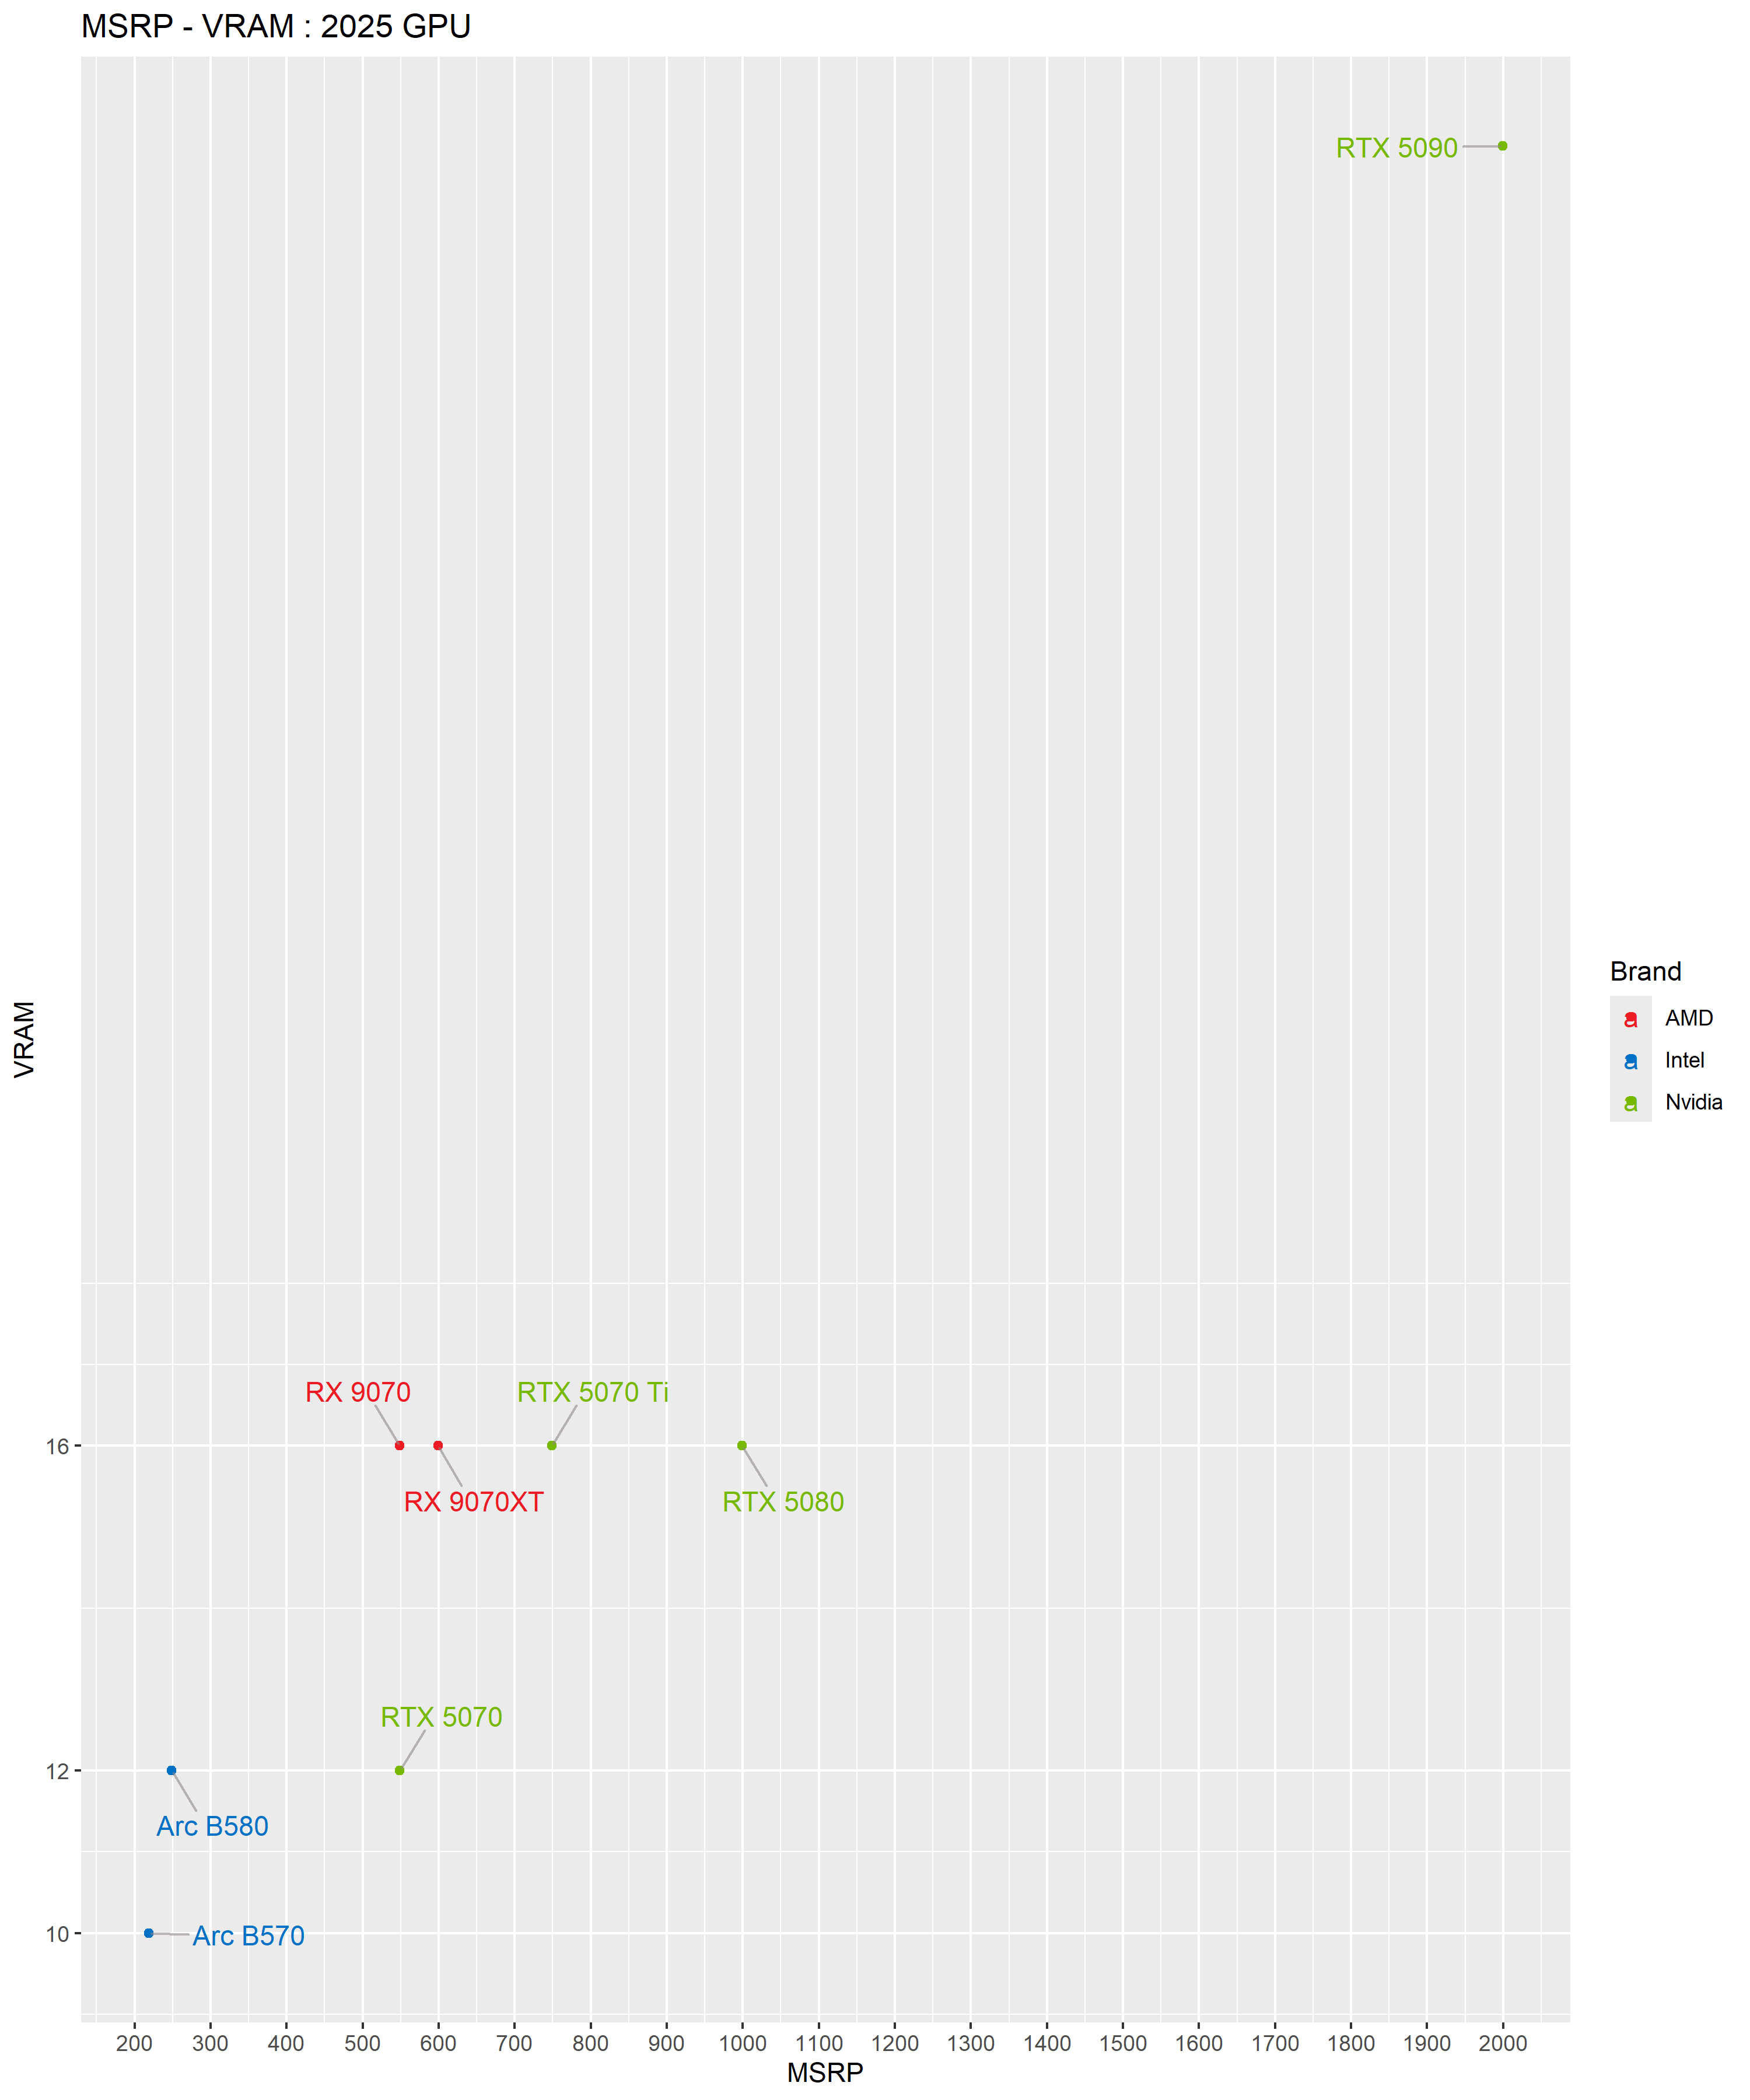 MSRP - VRAM : 2025 GPU
RTX 5090
VRAM
Brand
a AMD
a Intel
a Nvidia
RX 9070
RTX 5070 Ti
16
RX 9070XT
RTX 5080
RTX 5070
12
Arc B580
10
Arc B570
200 300 400 500 600 700 800 900 1000 1100 1200 1300 1400 1500 1600 1700 1800 1900 2000
MSRP